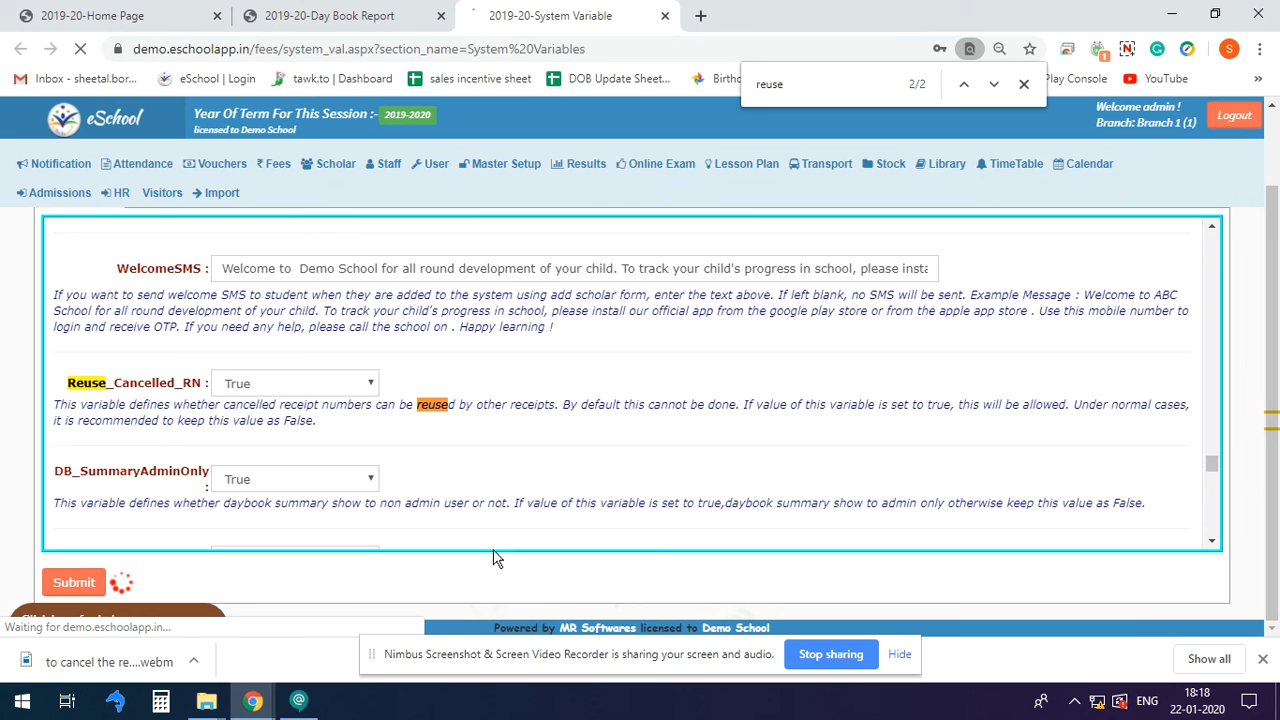 2019-20-Home Page
2019-20-Day Book Report
2019-20-System Variable
demo.eschoolapp.in/fees/system_val.aspx?section_name=System%20Variables
Inbox - sheetal.bor...
eSchool | Login
tawk.to | Dashboard
sales incentive sheet
DOB Update Sheet...
Birthd
Play Console
YouTube
reuse 2/2
eSchool
Year Of Term For This Session :- 2019-2020
licensed to Demo School
Welcome admin !
Branch: Branch 1 (1)
Logout
Notification Attendance Vouchers ₹ Fees Scholar Staff User Master Setup Results Online Exam Lesson Plan Transport Stock Library TimeTable Calendar
Admissions HR Visitors Import
WelcomeSMS : Welcome to  Demo School for all round development of your child. To track your child's progress in school, please insta
If you want to send welcome SMS to student when they are added to the system using add scholar form, enter the text above. If left blank, no SMS will be sent. Example Message : Welcome to ABC
School for all round development of your child. To track your child's progress in school, please install our official app from the google play store or from the apple app store . Use this mobile number to
login and receive OTP. If you need any help, please call the school on . Happy learning !
Reuse_Cancelled_RN : True
This variable defines whether cancelled receipt numbers can be reused by other receipts. By default this cannot be done. If value of this variable is set to true, this will be allowed. Under normal cases,
it is recommended to keep this value as False.
DB_SummaryAdminOnly
: True
This variable defines whether daybook summary show to non admin user or not. If value of this variable is set to true,daybook summary show to admin only otherwise keep this value as False.
Submit
Waiting for demo.eschoolapp.in...
Powered by MR Softwares licensed to Demo School
to cancel the re....webm
Nimbus Screenshot & Screen Video Recorder is sharing your screen and audio.
Stop sharing
Hide
Show all
ENG
18:18
22-01-2020